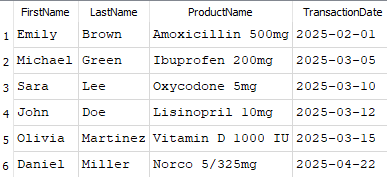 FirstName LastName ProductName TransactionDate
1 Emily Brown Amoxicillin 500mg 2025-02-01
2 Michael Green Ibuprofen 200mg 2025-03-05
3 Sara Lee Oxycodone 5mg 2025-03-10
4 John Doe Lisinopril 10mg 2025-03-12
5 Olivia Martinez Vitamin D 1000 IU 2025-03-15
6 Daniel Miller Norco 5/325mg 2025-04-22